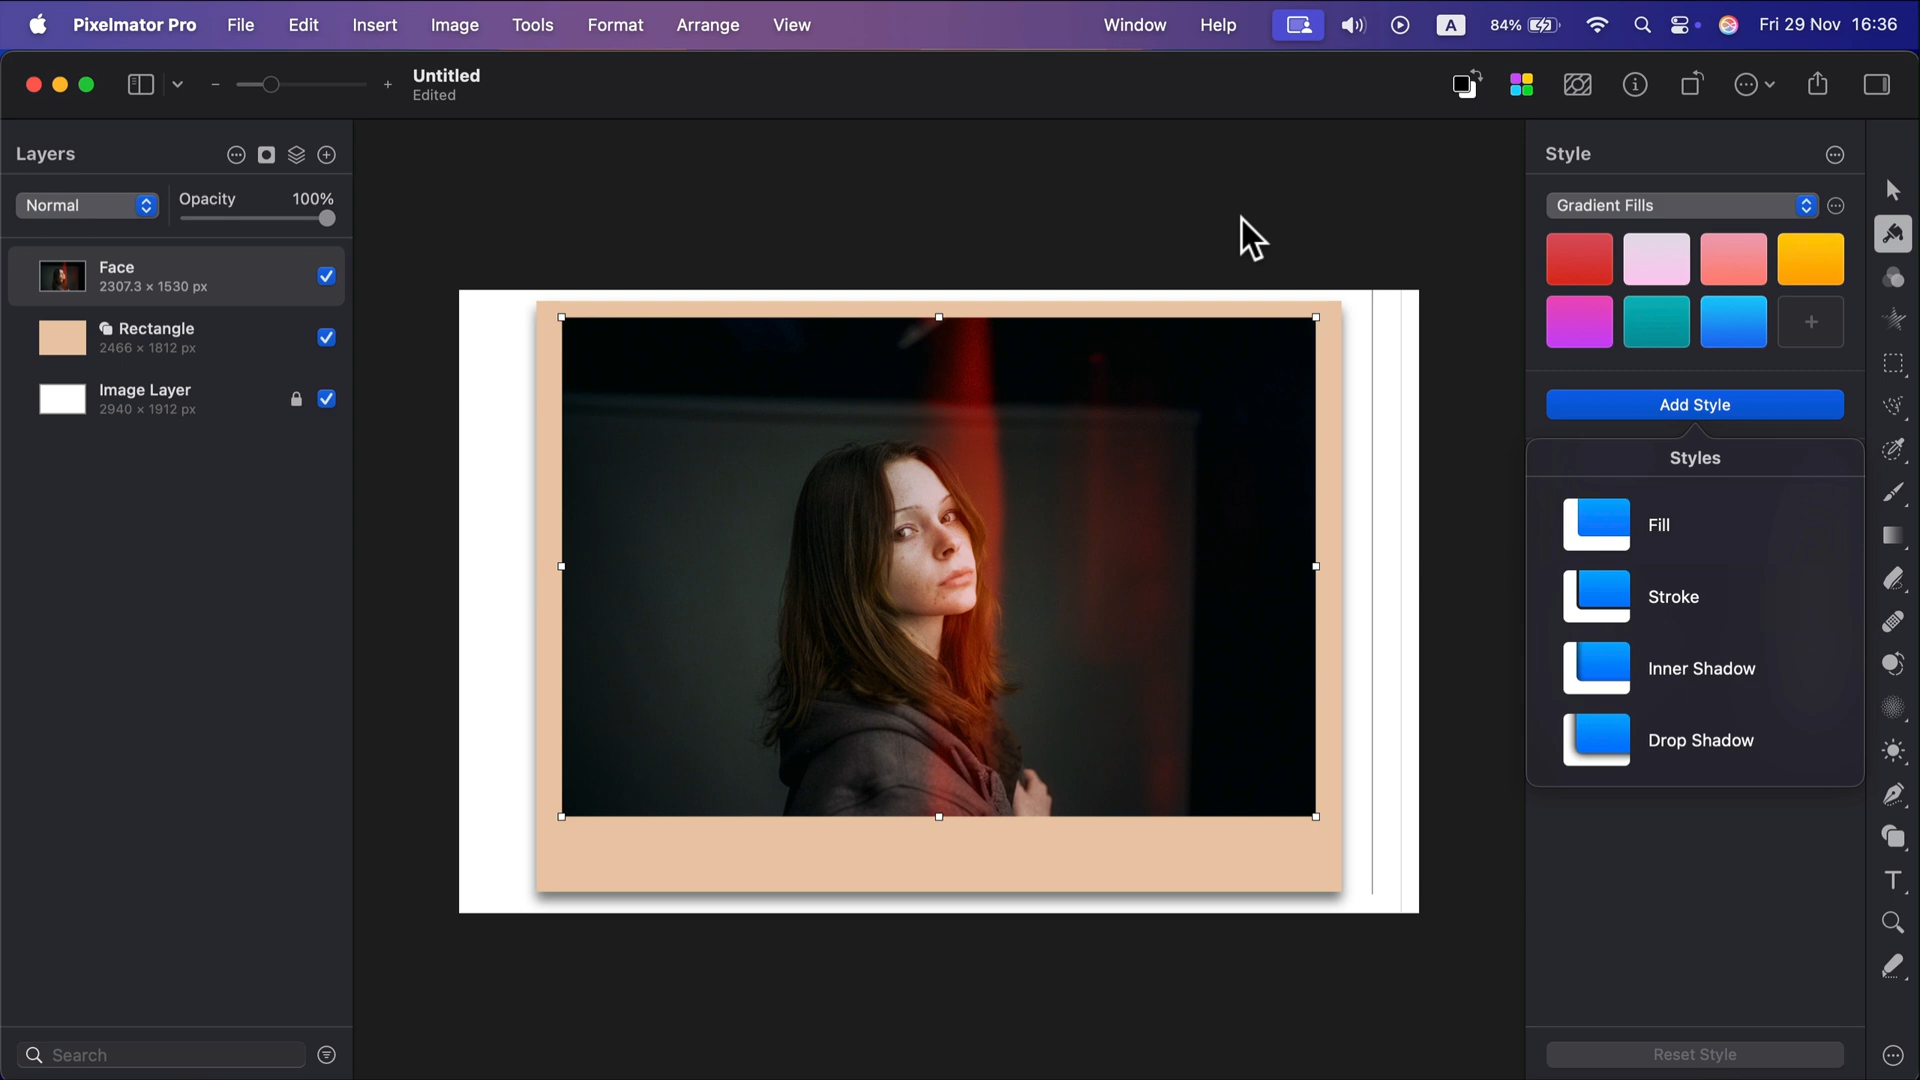 Pixelmator Pro File Edit Insert Image Tools Format Arrange View Window Help A 84% Fri 29 Nov 16:36
Untitled
Edited
Layers
Normal
Opacity 100%
Face
2307.3 × 1530 px
Rectangle
2466 × 1812 px
Image Layer
2940 × 1912 px
Search
Style
Gradient Fills
Add Style
Styles
Fill
Stroke
Inner Shadow
Drop Shadow
Reset Style